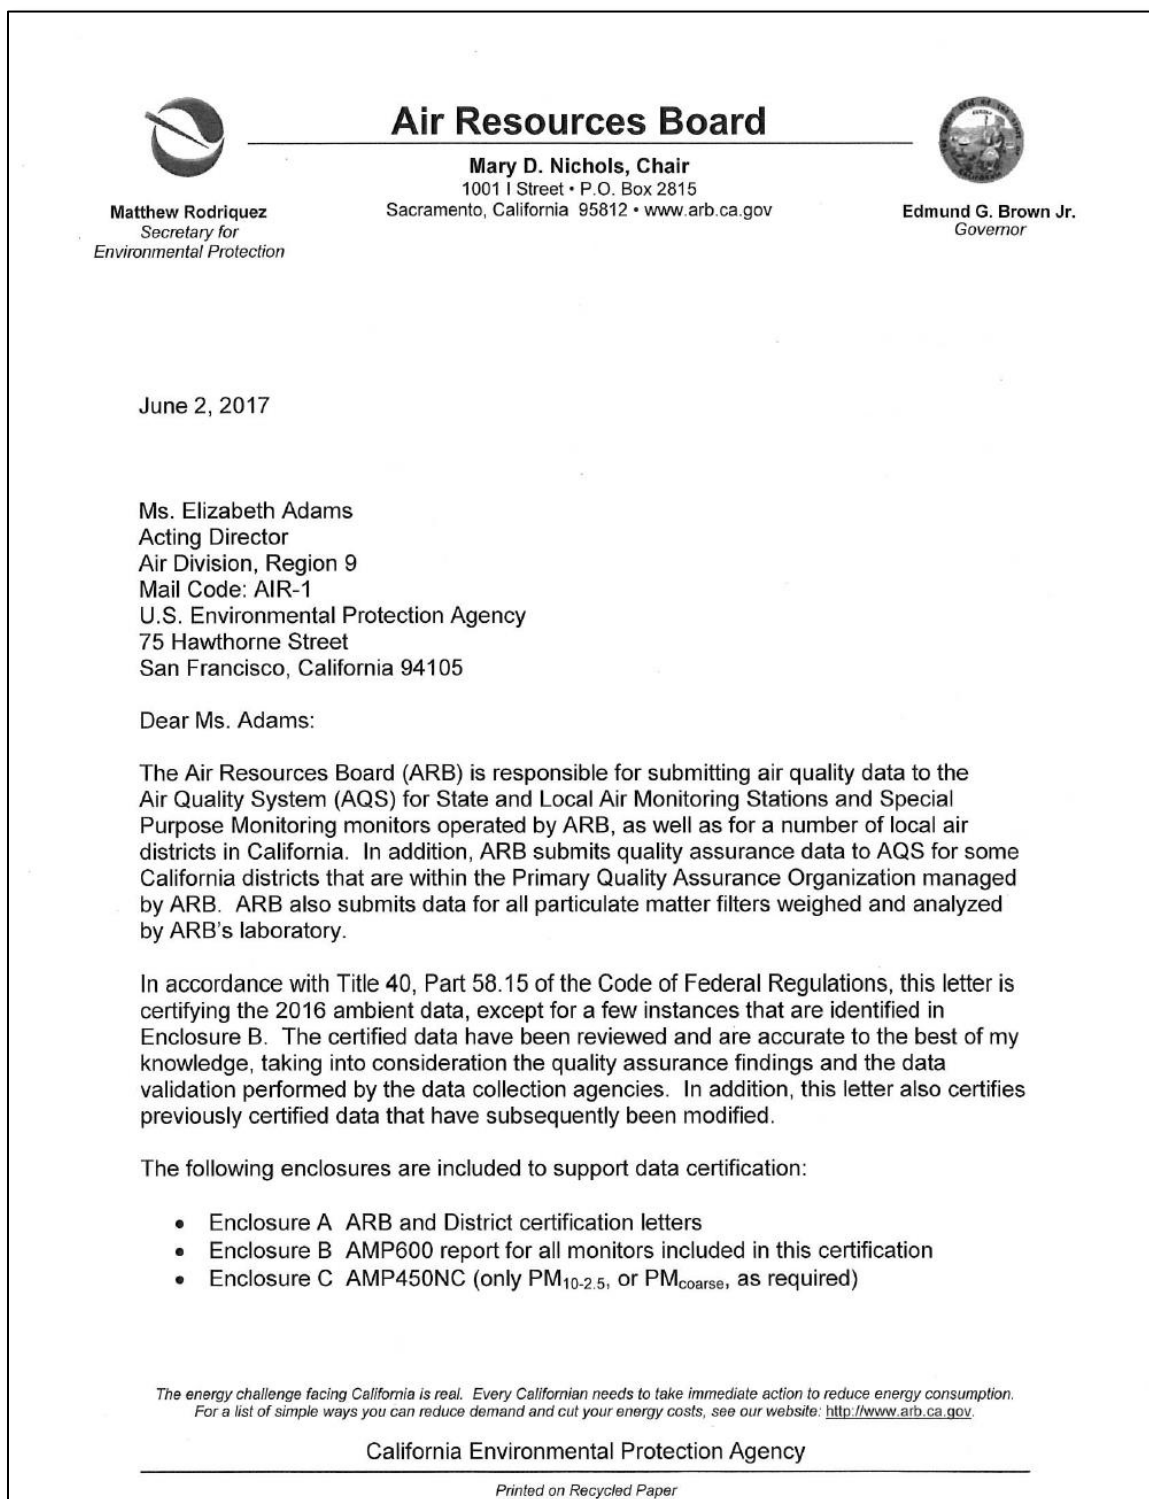 Air Resources Board
Mary D. Nichols, Chair
1001 I Street • P.O. Box 2815
Sacramento, California 95812 • www.arb.ca.gov
Matthew Rodriquez
Secretary for
Environmental Protection
Edmund G. Brown Jr.
Governor
June 2, 2017
Ms. Elizabeth Adams
Acting Director
Air Division, Region 9
Mail Code: AIR-1
U.S. Environmental Protection Agency
75 Hawthorne Street
San Francisco, California 94105
Dear Ms. Adams:
The Air Resources Board (ARB) is responsible for submitting air quality data to the
Air Quality System (AQS) for State and Local Air Monitoring Stations and Special
Purpose Monitoring monitors operated by ARB, as well as for a number of local air
districts in California.  In addition, ARB submits quality assurance data to AQS for some
California districts that are within the Primary Quality Assurance Organization managed
by ARB.  ARB also submits data for all particulate matter filters weighed and analyzed
by ARB's laboratory.
In accordance with Title 40, Part 58.15 of the Code of Federal Regulations, this letter is
certifying the 2016 ambient data, except for a few instances that are identified in
Enclosure B.  The certified data have been reviewed and are accurate to the best of my
knowledge, taking into consideration the quality assurance findings and the data
validation performed by the data collection agencies.  In addition, this letter also certifies
previously certified data that have subsequently been modified.
The following enclosures are included to support data certification:
• Enclosure A  ARB and District certification letters
• Enclosure B  AMP600 report for all monitors included in this certification
• Enclosure C  AMP450NC (only PM10-2.5, or PMcoarse, as required)
The energy challenge facing California is real.  Every Californian needs to take immediate action to reduce energy consumption.
For a list of simple ways you can reduce demand and cut your energy costs, see our website: http://www.arb.ca.gov.
California Environmental Protection Agency
Printed on Recycled Paper